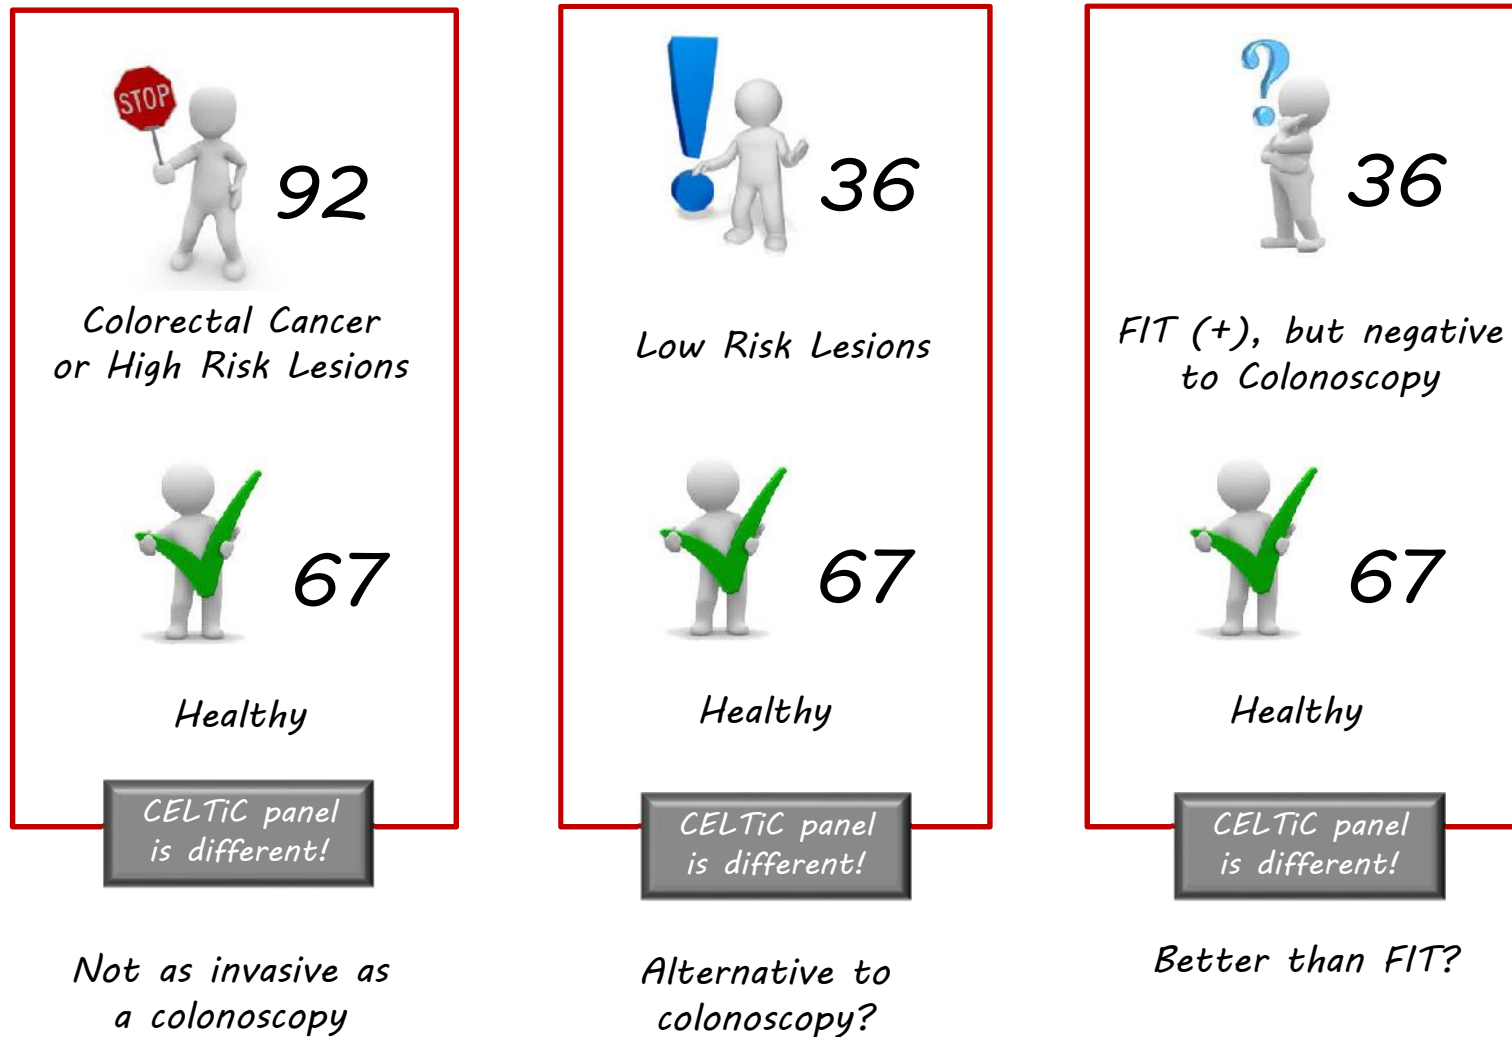 STOP
92
Colorectal Cancer
or High Risk Lesions
67
Healthy
CELTiC panel
is different!
Not as invasive as
a colonoscopy
36
Low Risk Lesions
67
Healthy
CELTiC panel
is different!
Alternative to
colonoscopy?
?
36
FIT (+), but negative
to Colonoscopy
67
Healthy
CELTiC panel
is different!
Better than FIT?